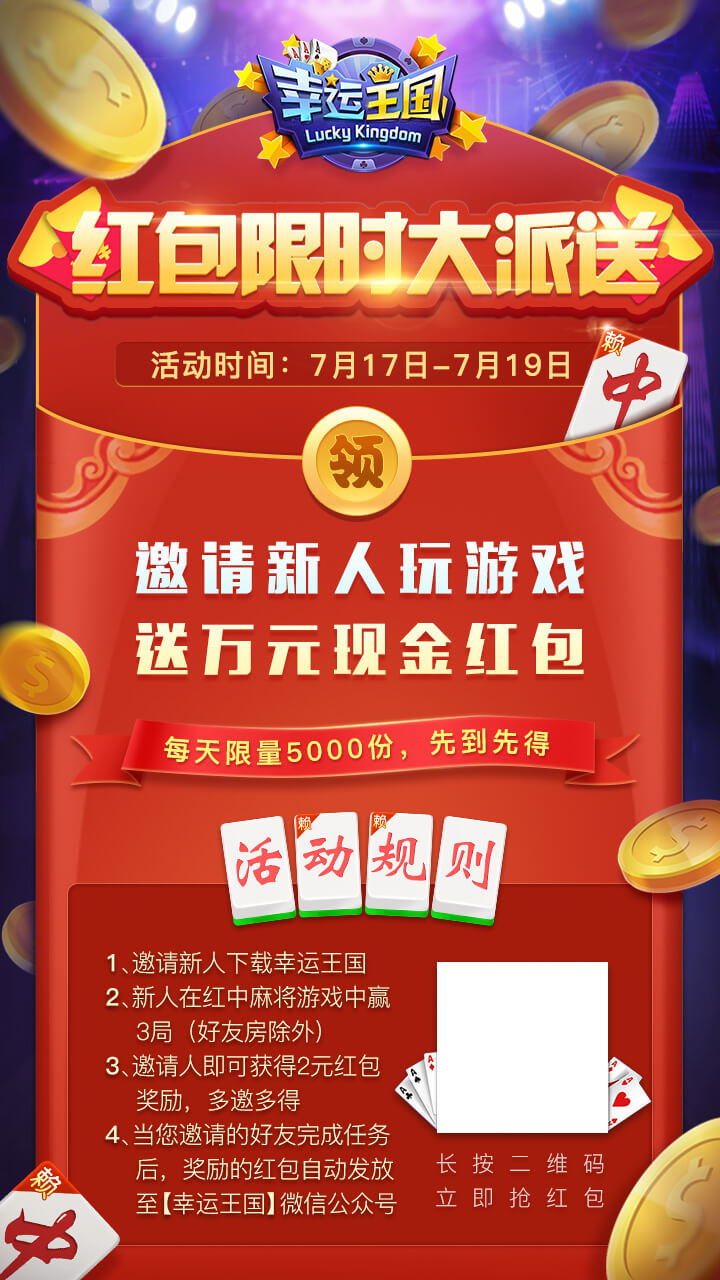 幸运王国
Lucky Kingdom
红包限时大派送
活动时间：7月17日-7月19日
赖
中
领
邀请新人玩游戏
送万元现金红包
每天限量5000份，先到先得
赖 赖
活动规则
1、邀请新人下载幸运王国
2、新人在红中麻将游戏中赢
3局（好友房除外）
3、邀请人即可获得2元红包
奖励，多邀多得
4、当您邀请的好友完成任务
后，奖励的红包自动发放
至【幸运王国】微信公众号
A A A
A A A
长按二维码
立即抢红包
赖
中